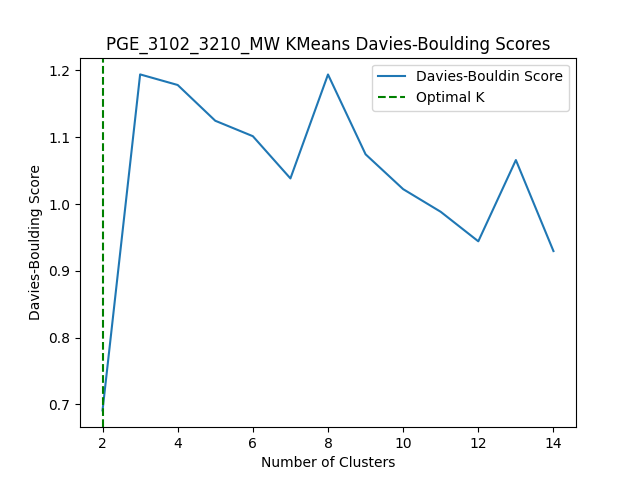 PGE_3102_3210_MW KMeans Davies-Boulding Scores
Davies-Bouldin Score
Optimal K
Davies-Boulding Score
1.2
1.1
1.0
0.9
0.8
0.7
2 4 6 8 10 12 14
Number of Clusters